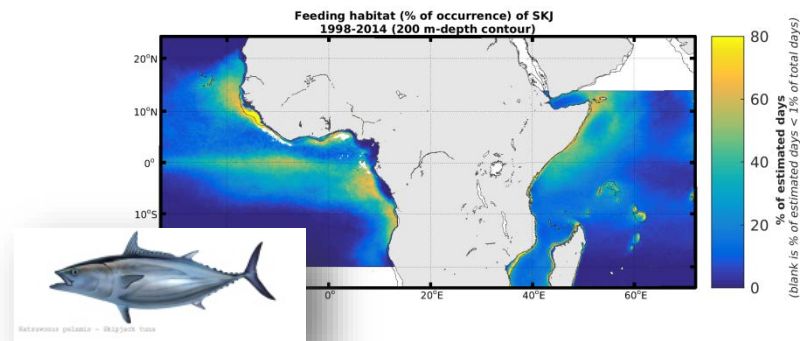 Feeding habitat (% of occurrence) of SKJ
1998-2014 (200 m-depth contour)
20°N
10°N
0°
10°S
0°
20°E
40°E
60°E
80
60
40
20
0
% of estimated days
(blank is % of estimated days < 1% of total days)
Katsuwonus pelamis – Skipjack tuna